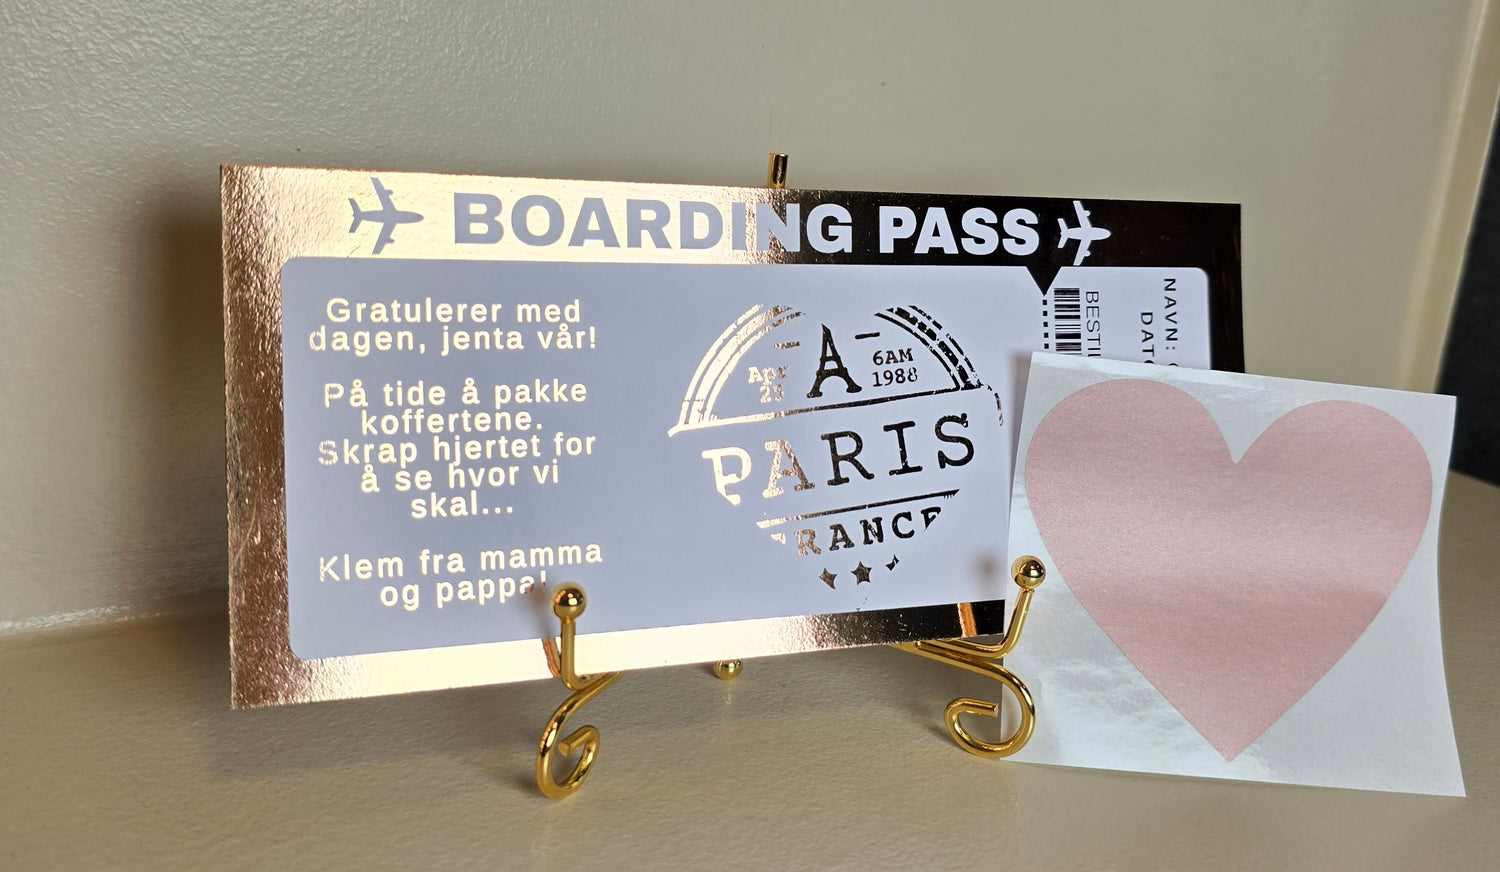 BOARDING PASS
Gratulerer med
dagen, jenta vår!
På tide å pakke
koffertene.
Skrap hjertet for
å se hvor vi
skal...
Klem fra mamma
og pappa!
A
Apr
6AM
1988
PARIS
FRANCE
NAVN: